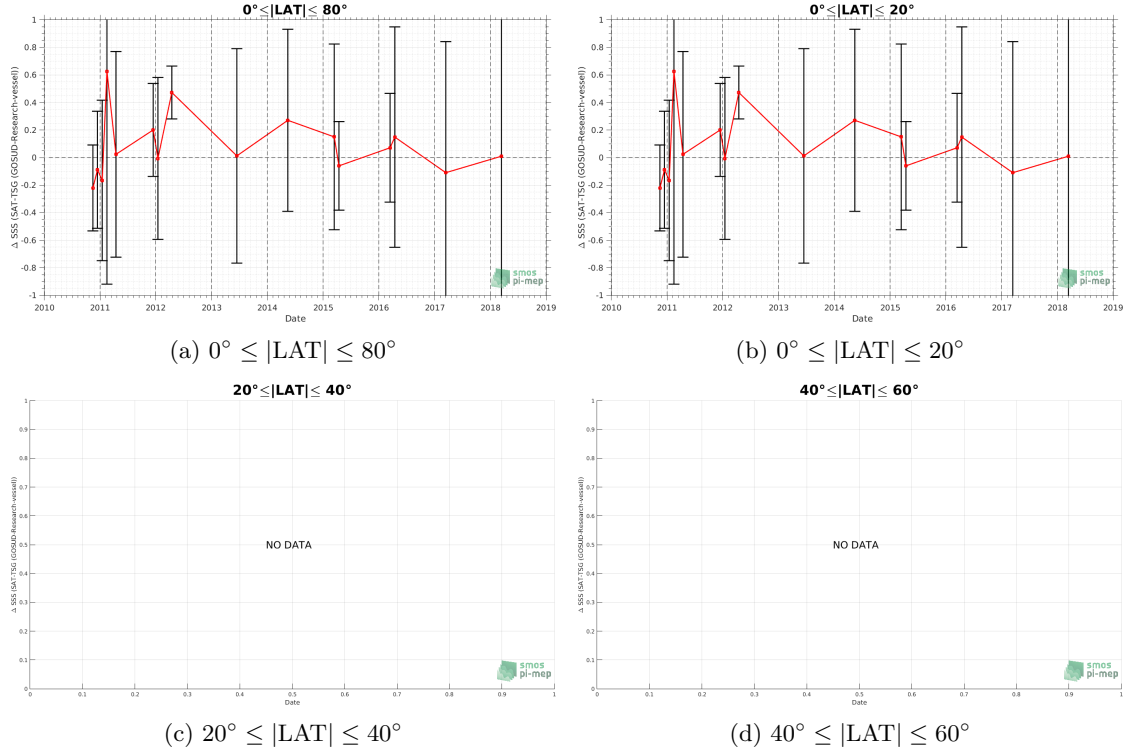 0°≤|LAT|≤ 80°
Δ SSS (SAT-TSG (GOSUD-Research-vessel))
1
0.8
0.6
0.4
0.2
0
-0.2
-0.4
-0.6
-0.8
-1
2010 2011 2012 2013 2014 2015 2016 2017 2018 2019
Date
smos
pi-mep
(a) 0° ≤ |LAT| ≤ 80°
0°≤|LAT|≤ 20°
Δ SSS (SAT-TSG (GOSUD-Research-vessel))
1
0.8
0.6
0.4
0.2
0
-0.2
-0.4
-0.6
-0.8
-1
2010 2011 2012 2013 2014 2015 2016 2017 2018 2019
Date
smos
pi-mep
(b) 0° ≤ |LAT| ≤ 20°
20°≤|LAT|≤ 40°
Δ SSS (SAT-TSG (GOSUD-Research-vessel))
1
0.9
0.8
0.7
0.6
0.5
0.4
0.3
0.2
0.1
0
NO DATA
0 0.1 0.2 0.3 0.4 0.5 0.6 0.7 0.8 0.9 1
Date
smos
pi-mep
(c) 20° ≤ |LAT| ≤ 40°
40°≤|LAT|≤ 60°
Δ SSS (SAT-TSG (GOSUD-Research-vessel))
1
0.9
0.8
0.7
0.6
0.5
0.4
0.3
0.2
0.1
0
NO DATA
0 0.1 0.2 0.3 0.4 0.5 0.6 0.7 0.8 0.9 1
Date
smos
pi-mep
(d) 40° ≤ |LAT| ≤ 60°